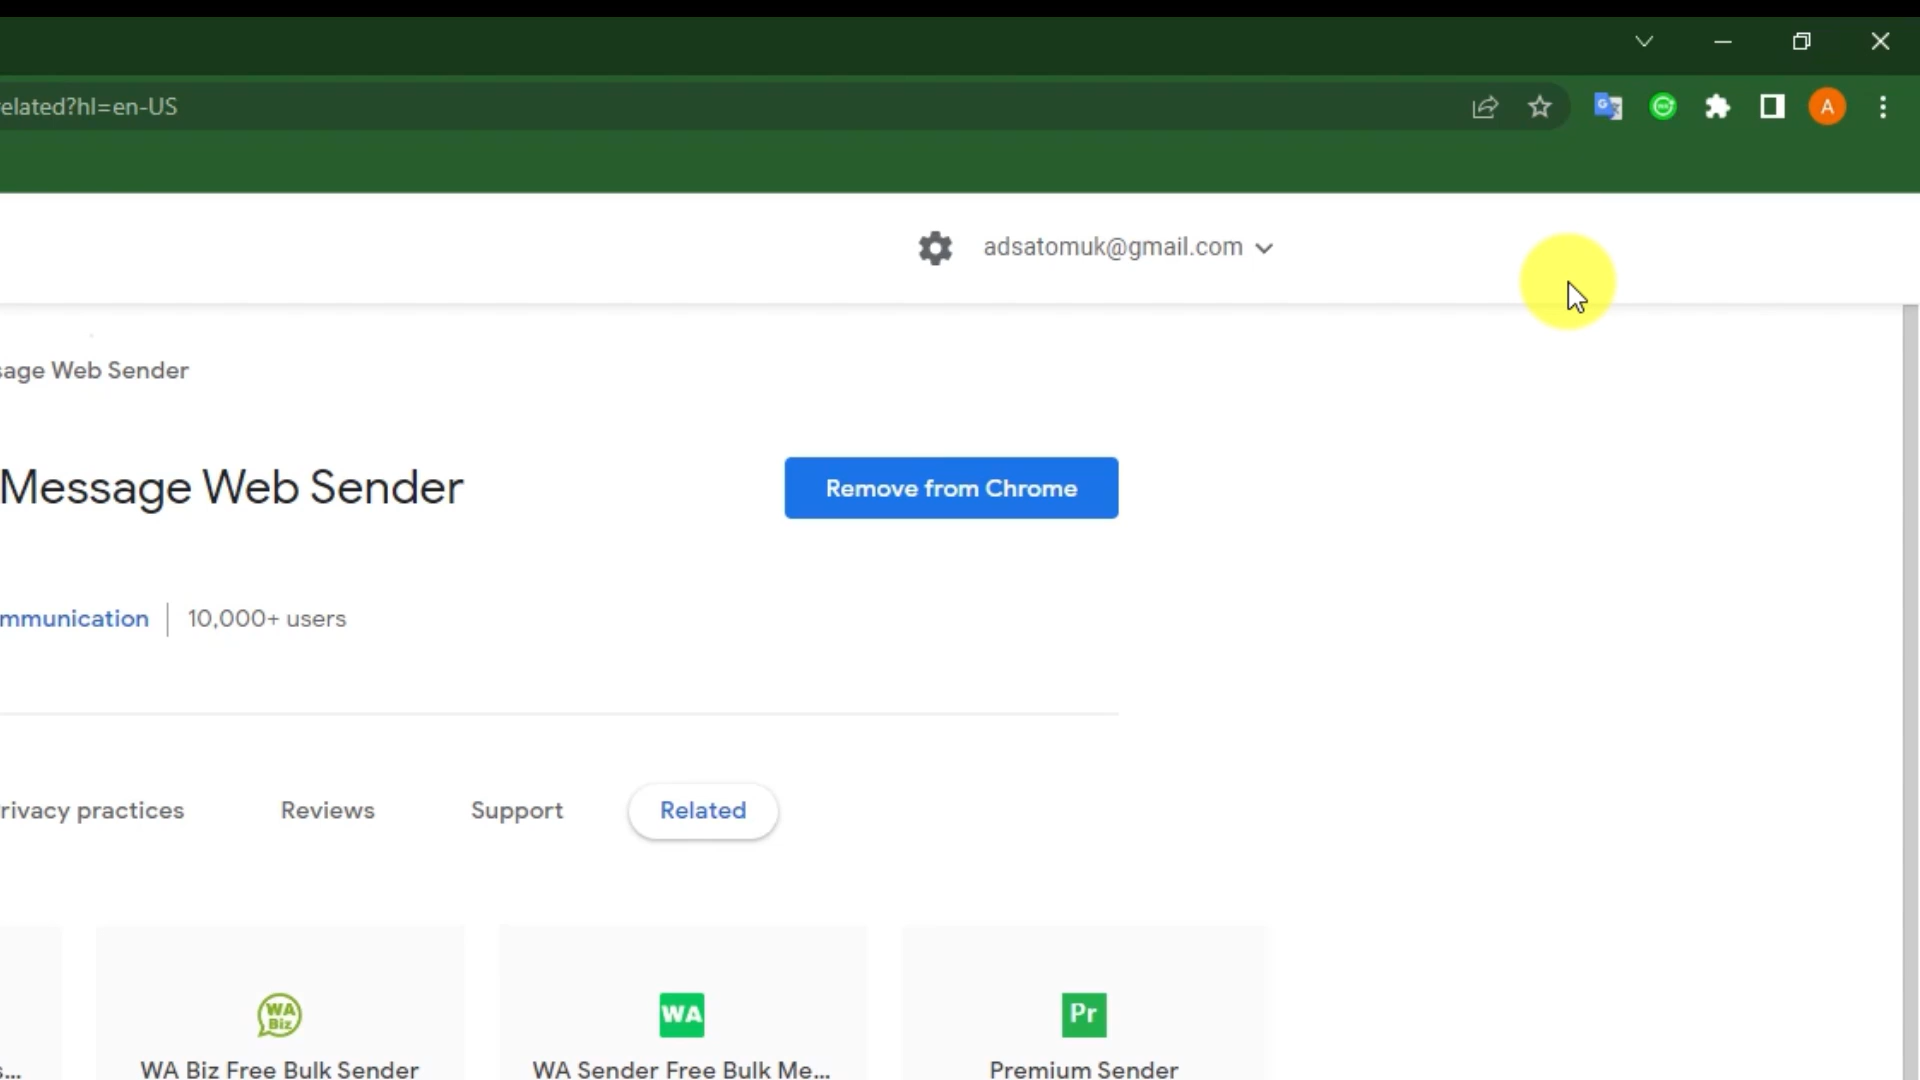 elated?hl=en-US
A
adsatomuk@gmail.com
sage Web Sender
Message Web Sender
Remove from Chrome
mmunication
10,000+ users
rivacy practices
Reviews
Support
Related
WA
Biz
WA
Pr
s...
WA Biz Free Bulk Sender
WA Sender Free Bulk Me...
Premium Sender